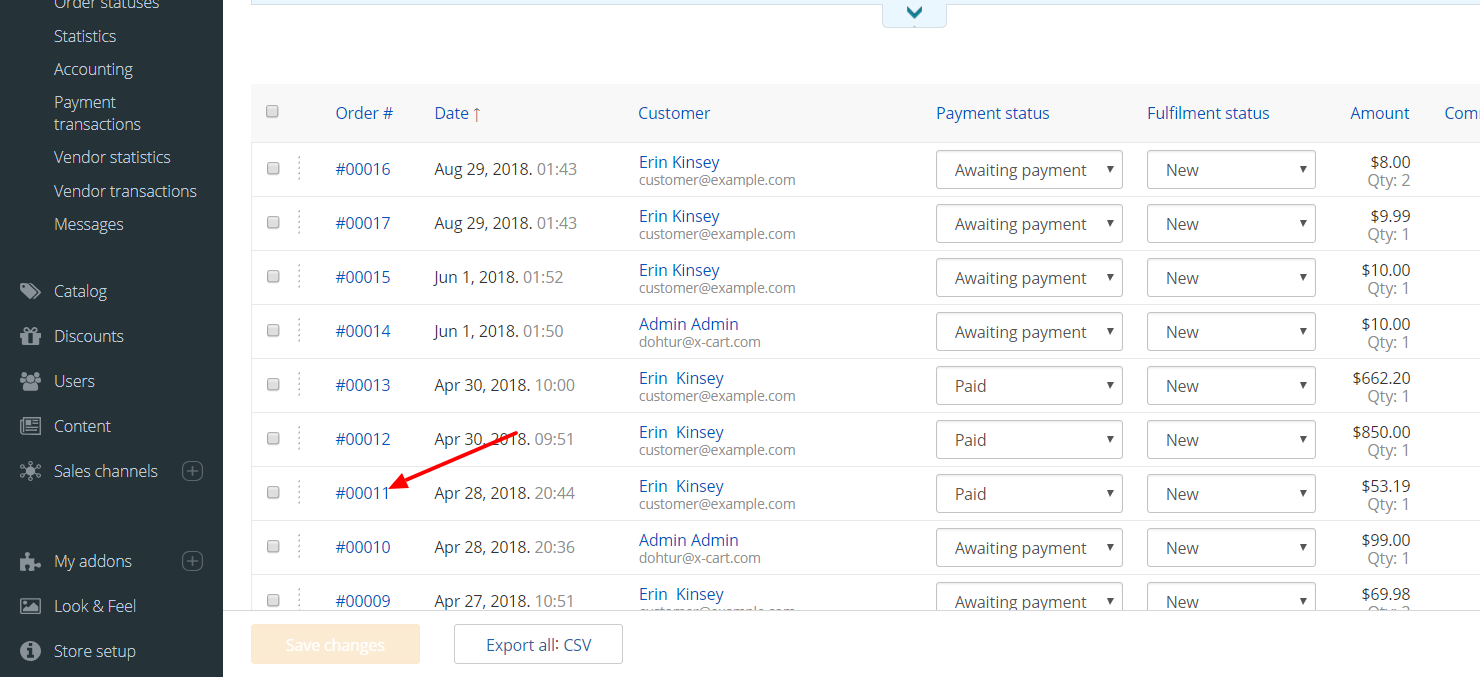 Order statuses
Statistics
Accounting
Payment
transactions
Vendor statistics
Vendor transactions
Messages
Catalog
Discounts
Users
Content
Sales channels
My addons
Look & Feel
Store setup
Order # Date ↑ Customer Payment status Fulfilment status Amount Com
#00016 Aug 29, 2018. 01:43 Erin Kinsey Awaiting payment New $8.00
customer@example.com Qty: 2
#00017 Aug 29, 2018. 01:43 Erin Kinsey Awaiting payment New $9.99
customer@example.com Qty: 1
#00015 Jun 1, 2018. 01:52 Erin Kinsey Awaiting payment New $10.00
customer@example.com Qty: 1
#00014 Jun 1, 2018. 01:50 Admin Admin Awaiting payment New $10.00
dohtur@x-cart.com Qty: 1
#00013 Apr 30, 2018. 10:00 Erin Kinsey Paid New $662.20
customer@example.com Qty: 1
#00012 Apr 30, 2018. 09:51 Erin Kinsey Paid New $850.00
customer@example.com Qty: 1
#00011 Apr 28, 2018. 20:44 Erin Kinsey Paid New $53.19
customer@example.com Qty: 1
#00010 Apr 28, 2018. 20:36 Admin Admin Awaiting payment New $99.00
dohtur@x-cart.com Qty: 1
#00009 Apr 27, 2018. 10:51 Erin Kinsey Awaiting payment New $69.98
Save changes Export all: CSV